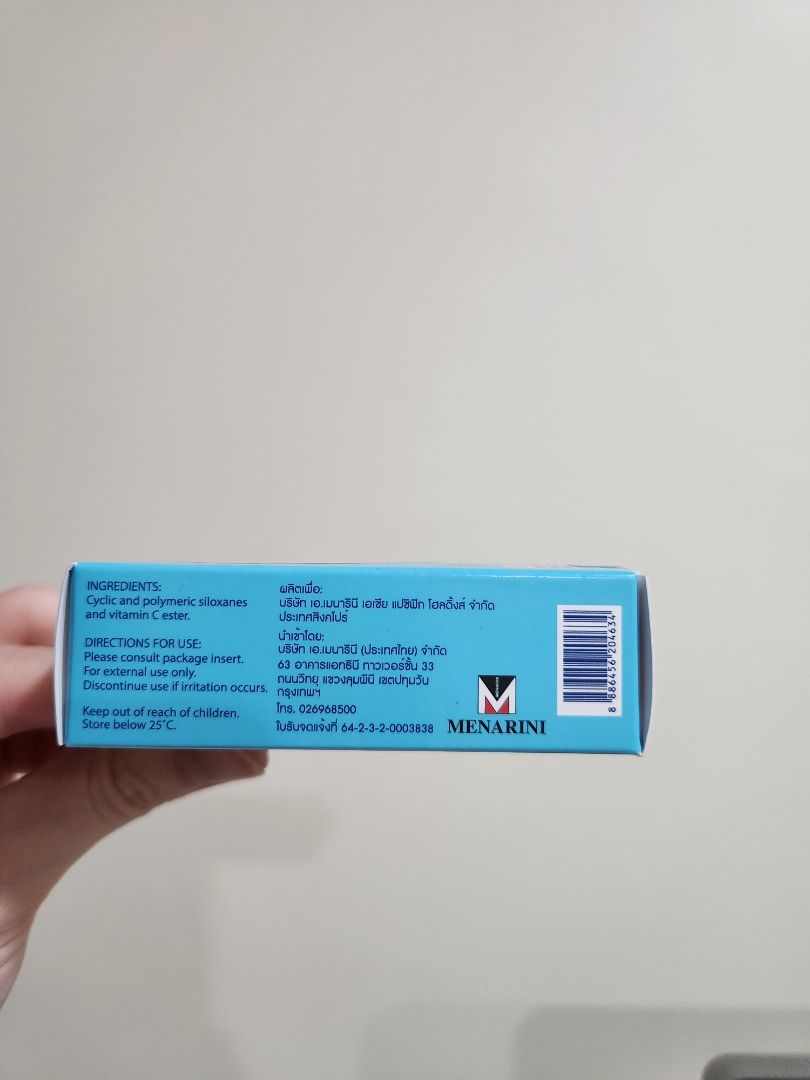 INGREDIENTS:
Cyclic and polymeric siloxanes
and vitamin C ester.
DIRECTIONS FOR USE:
Please consult package insert.
For external use only.
Discontinue use if irritation occurs.
Keep out of reach of children.
Store below 25˚C.
ผลิตเพื่อ:
บริษัท เอ.เมนารินี เอเชีย แปซิฟิก โฮลดิ้งส์ จำกัด
ประเทศสิงคโปร์
นำเข้าโดย:
บริษัท เอ.เมนารินี (ประเทศไทย) จำกัด
63 อาคารแอทธินี ทาวเวอร์ชั้น 33
ถนนวิทยุ แขวงลุมพินี เขตปทุมวัน
กรุงเทพฯ
โทร. 026968500
ใบรับจดแจ้งที่ 64-2-3-2-0003838
MENARINI
8 886456 204634